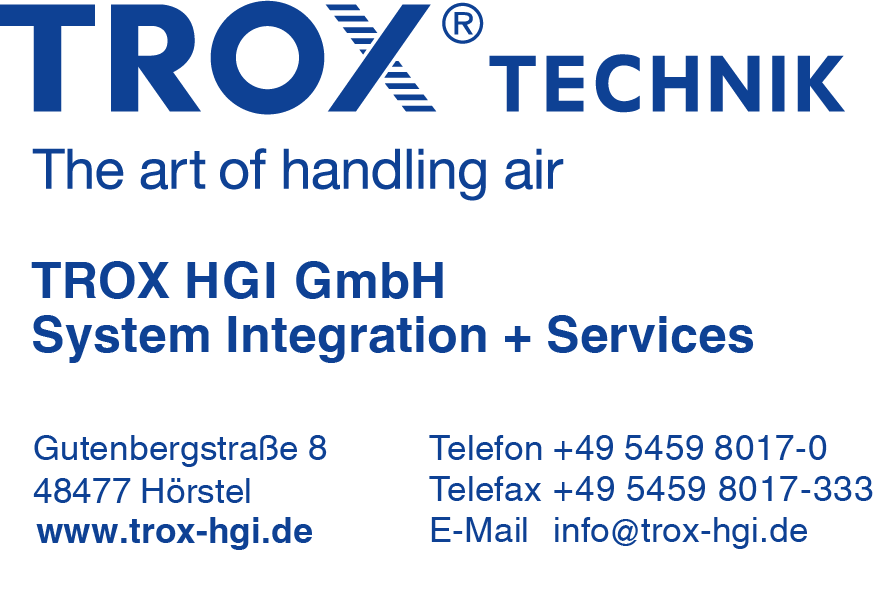 TROX® TECHNIK
The art of handling air
TROX HGI GmbH
System Integration + Services
Gutenbergstraße 8
48477 Hörstel
www.trox-hgi.de
Telefon +49 5459 8017-0
Telefax +49 5459 8017-333
E-Mail info@trox-hgi.de